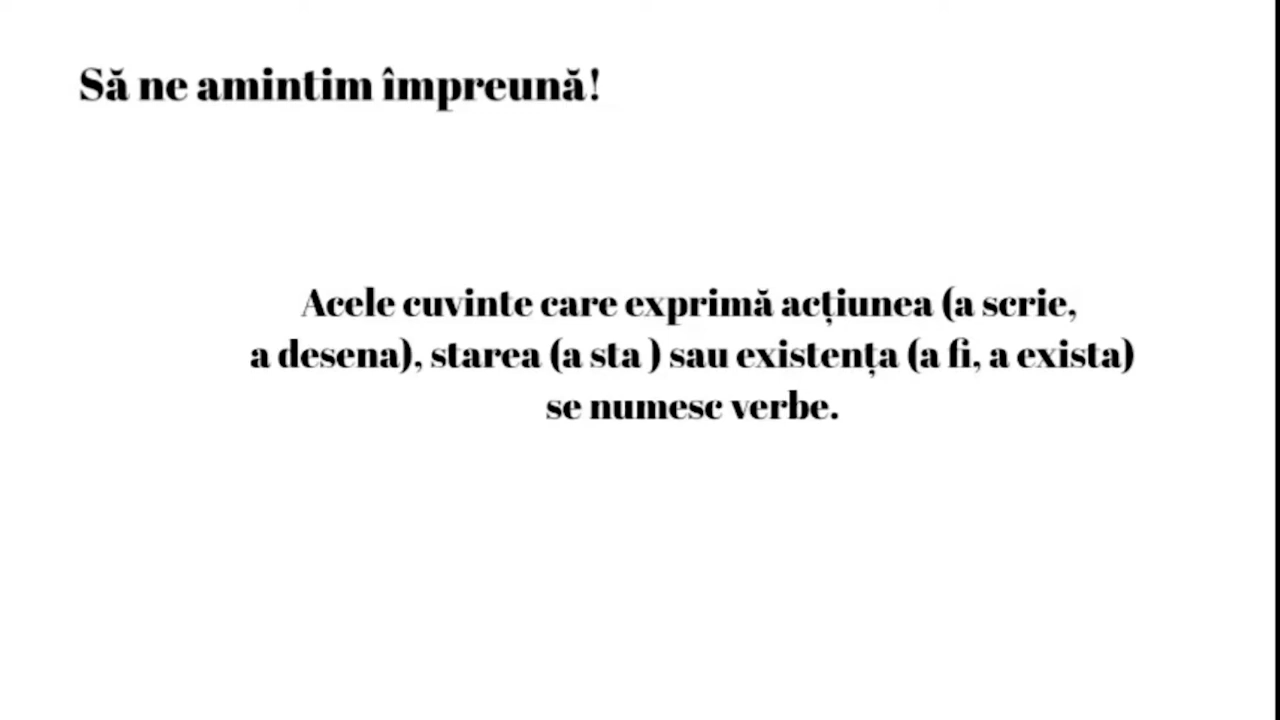 Să ne amintim împreună!
Acele cuvinte care exprimă acțiunea (a scrie,
a desena), starea (a sta ) sau existența (a fi, a exista)
se numesc verbe.